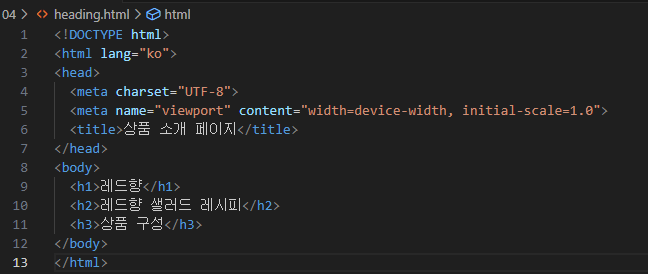 04 > heading.html > html
1 <!DOCTYPE html>
2 <html lang="ko">
3 <head>
4 <meta charset="UTF-8">
5 <meta name="viewport" content="width=device-width, initial-scale=1.0">
6 <title>상품 소개 페이지</title>
7 </head>
8 <body>
9 <h1>레드향</h1>
10 <h2>레드향 샐러드 레시피</h2>
11 <h3>상품 구성</h3>
12 </body>
13 </html>